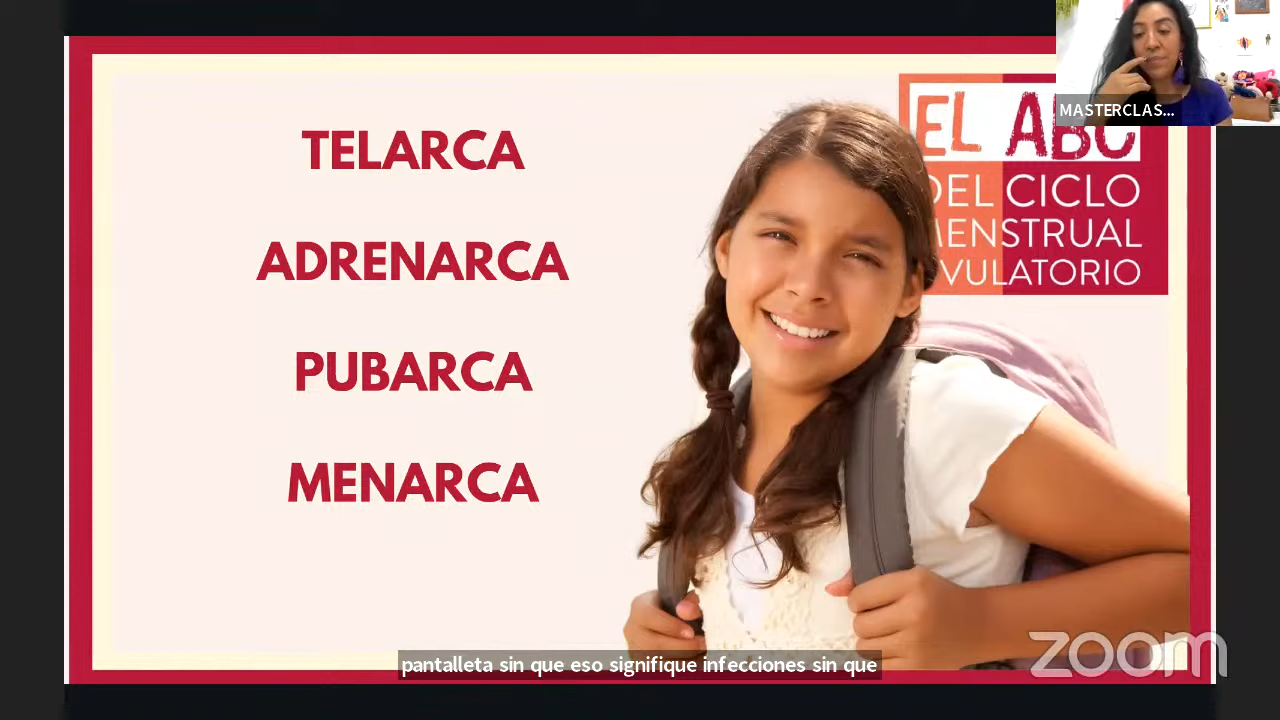 TELARCA
ADRENARCA
PUBARCA
MENARCA
EL ABC
DEL CICLO
MENSTRUAL
VULATORIO
MASTERCLAS...
pantalleta sin que eso signifique infecciones sin que
zoom